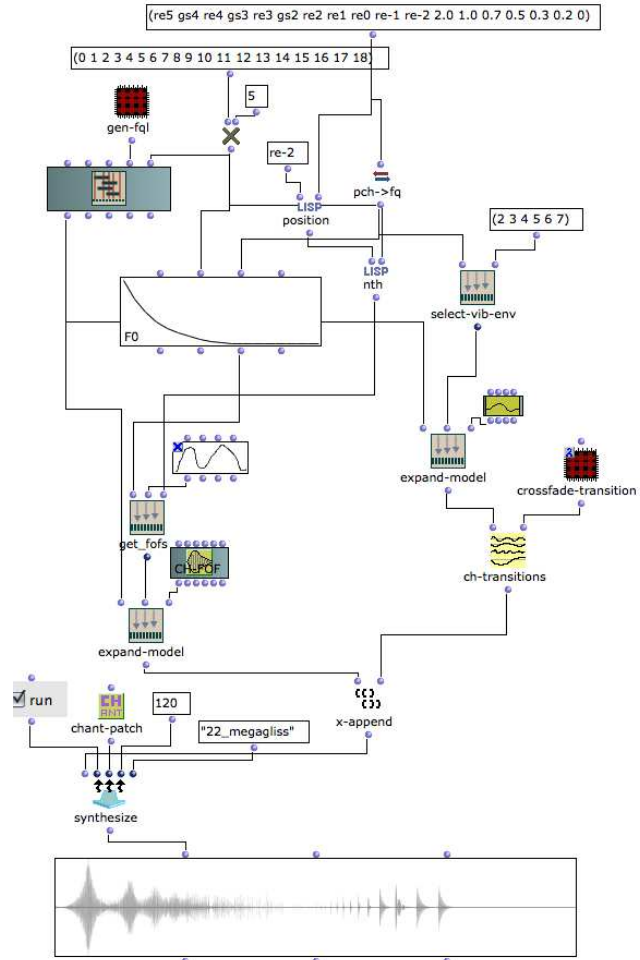 (re5 gs4 re4 gs3 re3 gs2 re2 re1 re0 re-1 re-2 2.0 1.0 0.7 0.5 0.3 0.2 0)
(0 1 2 3 4 5 6 7 8 9 10 11 12 13 14 15 16 17 18)
5
gen-fql
re-2
pch->fq
LISP
position
(2 3 4 5 6 7)
LISP
nth
select-vib-env
F0
expand-model
crossfade-transition
get_fofs
CH-FOF
ch-transitions
expand-model
run
CH
ANT
chant-patch
120
"22_megagliss"
x-append
synthesize